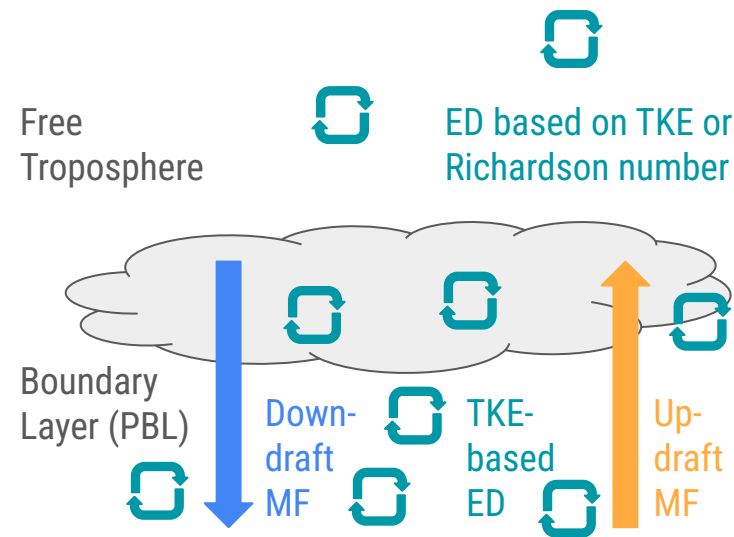 Free
Troposphere
ED based on TKE or
Richardson number
Boundary
Layer (PBL)
Down-
draft
MF
TKE-
based
ED
Up-
draft
MF